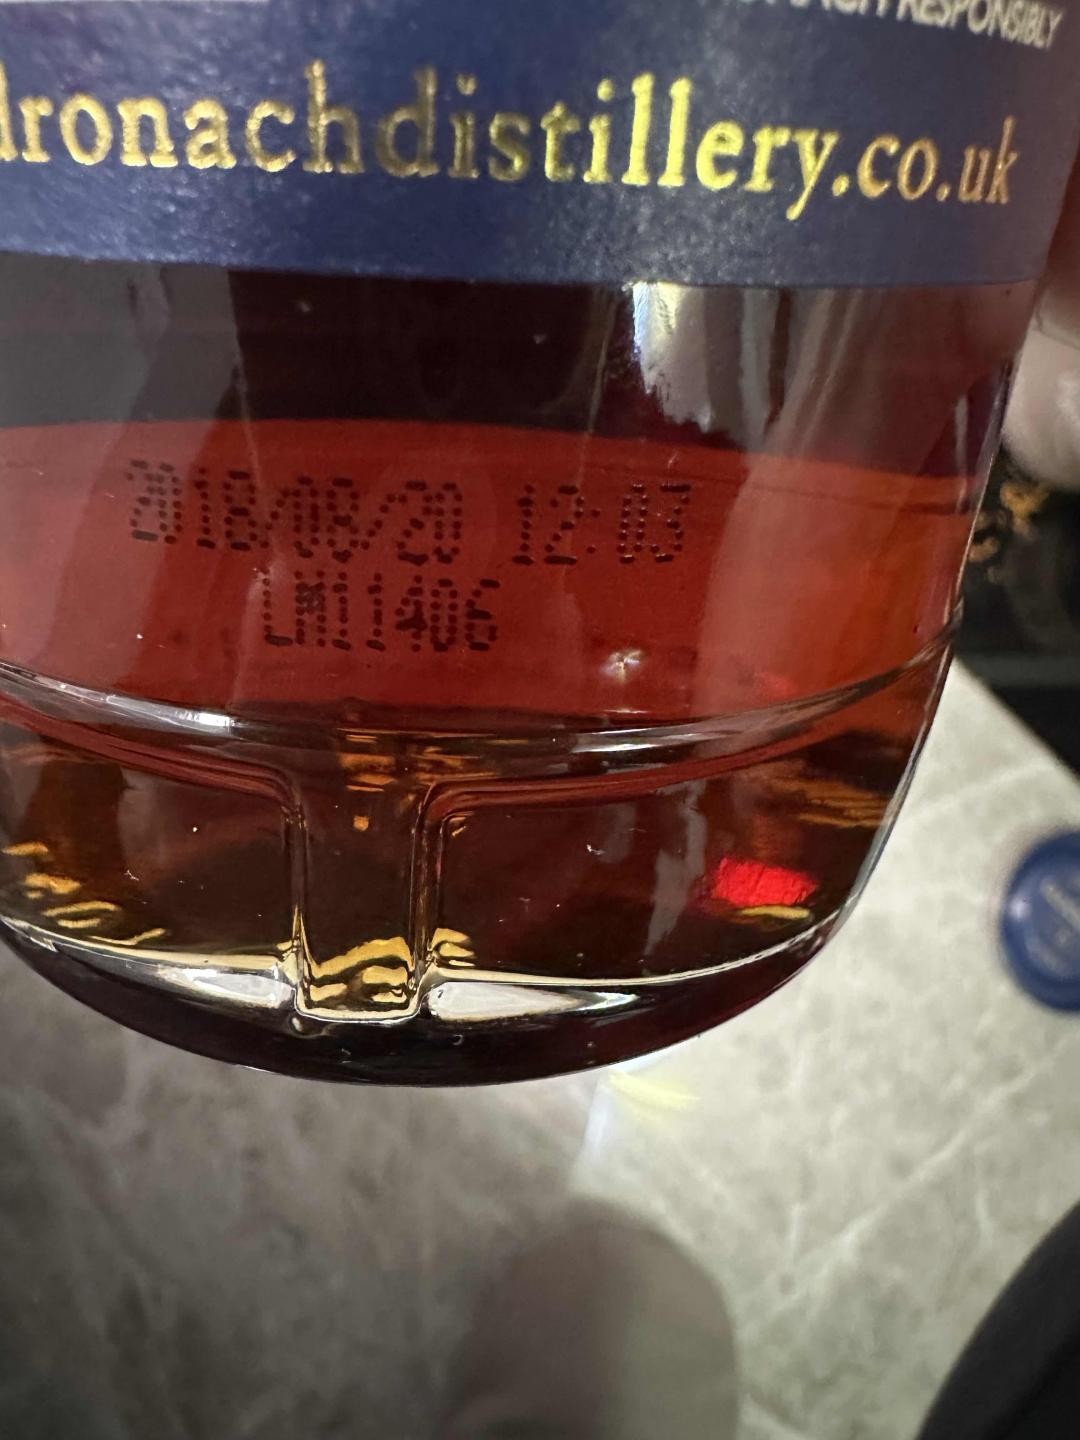 RESPONSIBLY
dronachdistillery.co.uk
2018/08/20 12:03